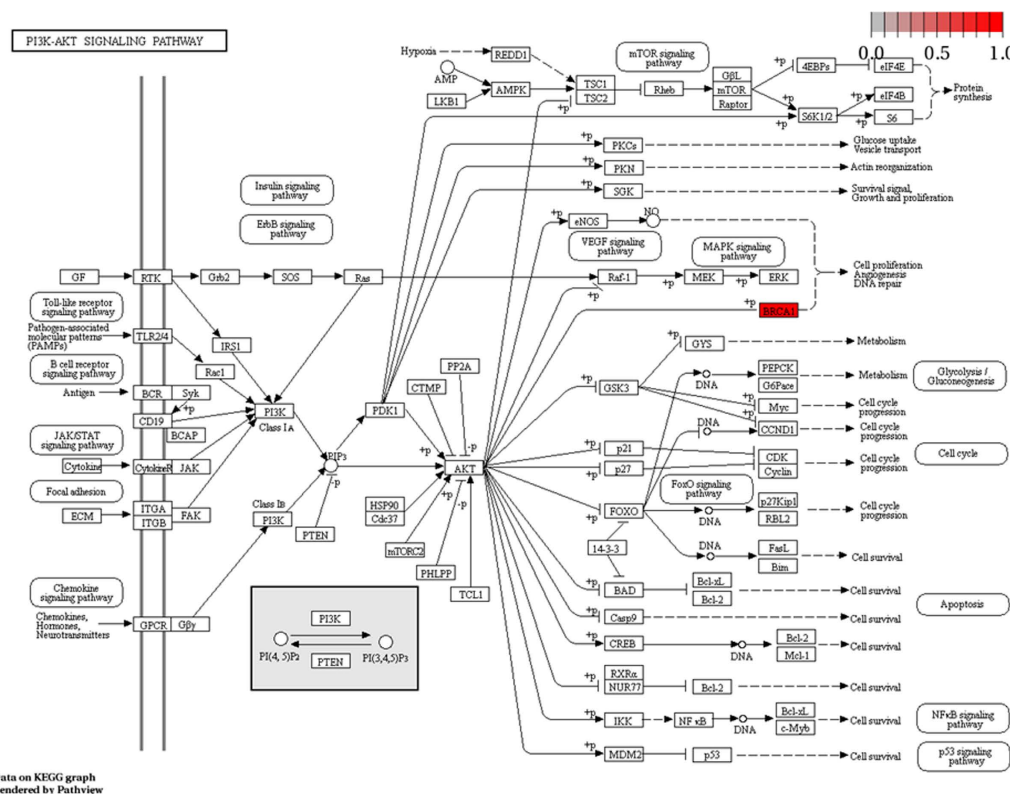 PI3K-AKT SIGNALING PATHWAY
0.0 0.5 1.0
Hypoxia
REDD1
mTOR signaling
pathway
AMP
AMPK
LKB1
TSC1
TSC2
+p
Rheb
GβL
mTOR
Raptor
+p
4EBPs
eIF4E
eIF4B
S6K1/2
S6
+p
+p
+p
+p
Protein
synthesis
+p
PKCs
Glucose uptake
Vesicle transport
+p
PKN
Actin reorganization
+p
SGK
Survival signal,
Growth and proliferation
Insulin signaling
pathway
ErbB signaling
pathway
+p
eNOS
NO
VEGF signaling
pathway
MAPK signaling
pathway
GF
RTK
Grb2
SOS
Ras
Raf-1
MEK
ERK
+p
+p
+p
Cell proliferation
Angiogenesis
DNA repair
+p
BRCA1
Toll-like receptor
signaling pathway
Pathogen-associated
molecular patterns
(PAMPs)
TLR2/4
IRS1
Rac1
B cell receptor
signaling pathway
Antigen
BCR
Syk
+p
CD19
BCAP
PI3K
Class IA
JAK/STAT
signaling pathway
Cytokine
CytokineR
JAK
Focal adhesion
ECM
ITGA
ITGB
FAK
Class IB
PI3K
PIP3
-p
PTEN
PDK1
CTMP
PP2A
+p
-p
AKT
+p
-p
HSP90
Cdc37
mTORC2
PHLPP
TCL1
Chemokine
signaling pathway
Chemokines,
Hormones,
Neurotransmitters
GPCR
Gβγ
PI3K
PI(4, 5)P2
PI(3,4,5)P3
PTEN
+p
GYS
Metabolism
+p
GSK3
DNA
PEPCK
G6Pace
Metabolism
Glycolysis /
Gluconeogenesis
+p
Myc
Cell cycle
progression
+p
DNA
CCND1
Cell cycle
progression
+p
p21
+p
p27
CDK
Cyclin
Cell cycle
progression
Cell cycle
FoxO signaling
pathway
+p
FOXO
DNA
p27Kip1
RBL2
Cell cycle
progression
14-3-3
DNA
FasL
Bim
Cell survival
+p
BAD
Bcl-xL
Bcl-2
Cell survival
Apoptosis
+p
Casp9
Cell survival
+p
CREB
DNA
Bcl-2
Mcl-1
Cell survival
+p
RXRα
NUR77
Bcl-2
Cell survival
+p
IKK
NFκB
DNA
Bcl-xL
c-Myb
Cell survival
NFκB signaling
pathway
+p
MDM2
p53
Cell survival
p53 signaling
pathway
ata on KEGG graph
endered by Pathview